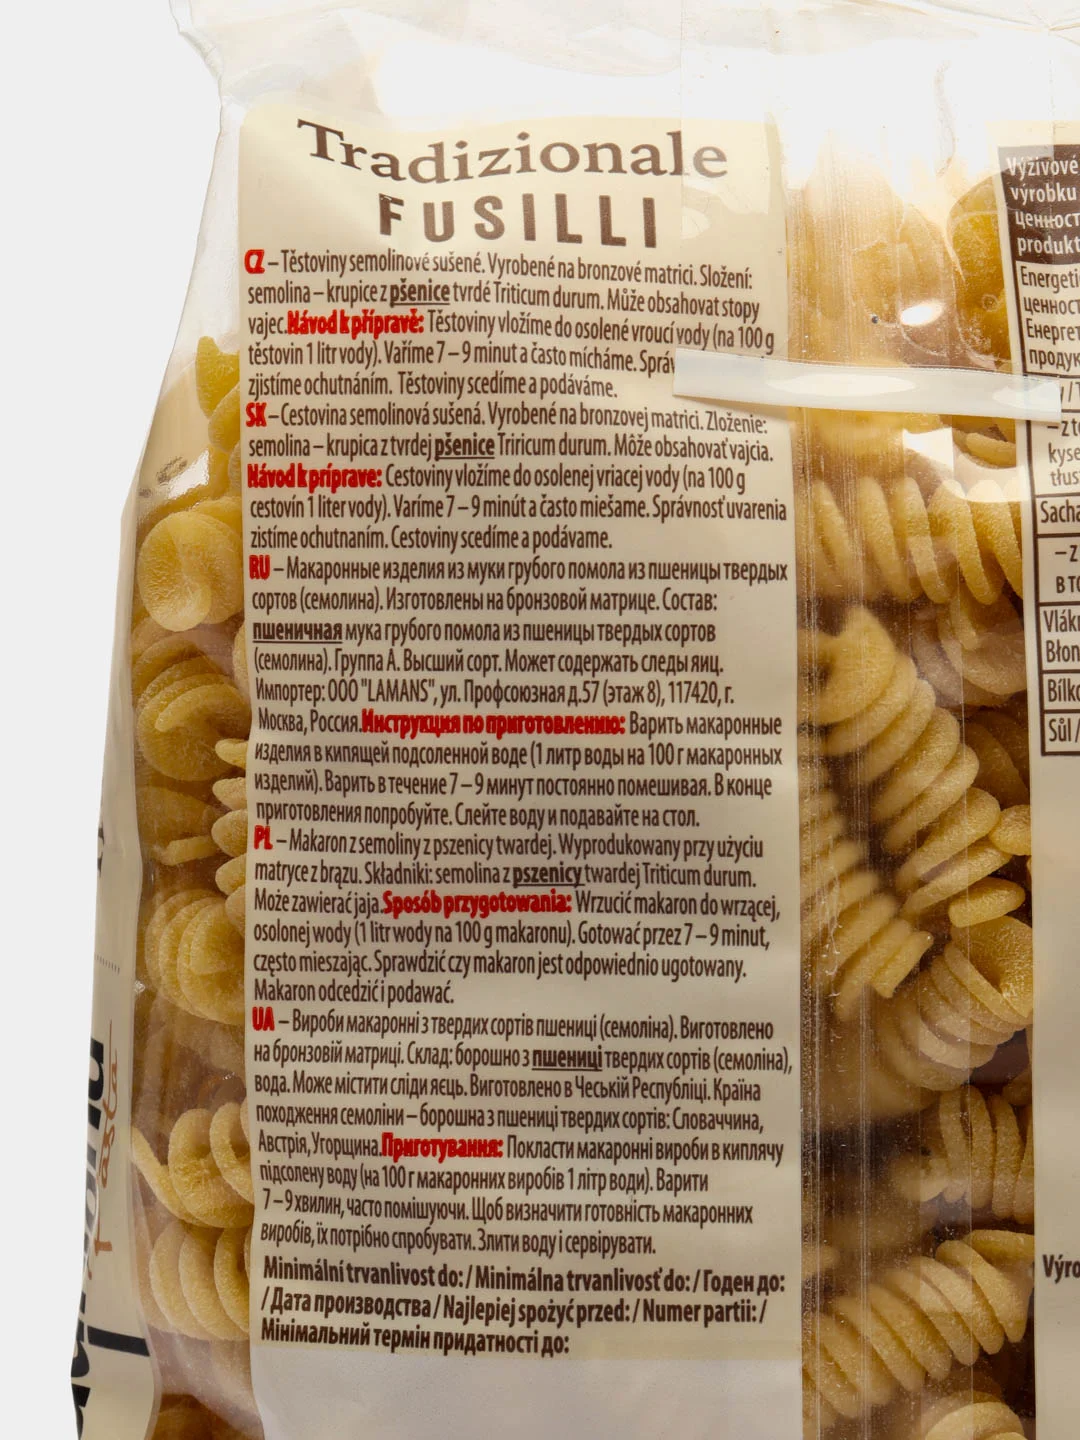 Tradizionale
FUSILLI
CZ – Těstoviny semolinové sušené. Vyrobené na bronzové matrici. Složení:
semolina – krupice z pšenice tvrdé Triticum durum. Může obsahovat stopy
vajec. Návod k přípravě: Těstoviny vložíme do osolené vroucí vody (na 100 g
těstovin 1 litr vody). Vaříme 7 – 9 minut a často mícháme. Správ
zjistíme ochutnáním. Těstoviny scedíme a podáváme.
SK – Cestovina semolinová sušená. Vyrobené na bronzovej matrici. Zloženie:
semolina – krupica z tvrdej pšenice Triricum durum. Môže obsahovať vajcia.
Návod k príprave: Cestoviny vložíme do osolenej vriacej vody (na 100 g
cestovín 1 liter vody). Varíme 7 – 9 minút a často miešame. Správnosť uvarenia
zistíme ochutnaním. Cestoviny scedíme a podávame.
RU – Макаронные изделия из муки грубого помола из пшеницы твердых
сортов (семолина). Изготовлены на бронзовой матрице. Состав:
пшеничная мука грубого помола из пшеницы твердых сортов
(семолина). Группа А. Высший сорт. Может содержать следы яиц.
Импортер: ООО "LAMANS", ул. Профсоюзная д.57 (этаж 8), 117420, г.
Москва, Россия. Инструкция по приготовлению: Варить макаронные
изделия в кипящей подсоленной воде (1 литр воды на 100 г макаронных
изделий). Варить в течение 7 – 9 минут постоянно помешивая. В конце
приготовления попробуйте. Слейте воду и подавайте на стол.
PL – Makaron z semoliny z pszenicy twardej. Wyprodukowany przy użyciu
matryce z brązu. Składniki: semolina z pszenicy twardej Triticum durum.
Może zawierać jaja. Sposób przygotowania: Wrzucić makaron do wrzącej,
osolonej wody (1 litr wody na 100 g makaronu). Gotować przez 7 – 9 minut,
często mieszając. Sprawdzić czy makaron jest odpowiednio ugotowany.
Makaron odcedzić i podawać.
UA – Вироби макаронні з твердих сортів пшениці (семоліна). Виготовлено
на бронзовій матриці. Склад: борошно з пшениці твердих сортів (семоліна),
вода. Може містити сліди яєць. Виготовлено в Чеській Республіці. Країна
походження семоліни – борошна з пшениці твердих сортів: Словаччина,
Австрія, Угорщина. Приготування: Покласти макаронні вироби в киплячу
підсолену воду (на 100 г макаронних виробів 1 літр води). Варити
7 – 9 хвилин, часто помішуючи. Щоб визначити готовність макаронних
виробів, їх потрібно спробувати. Злити воду і сервірувати.
Minimální trvanlivost do: / Minimálna trvanlivosť do: / Годен до:
/ Дата производства / Najlepiej spożyć przed: / Numer partii: /
Мінімальний термін придатності до:
Výživové
výrobku
ценност
produkt
Energeti
ценност
Енергет
продук
– z to
kyse
tłus
Sacha
– z
в то
Vlák
Błon
Bílko
Sůl /
Výro
Pasta